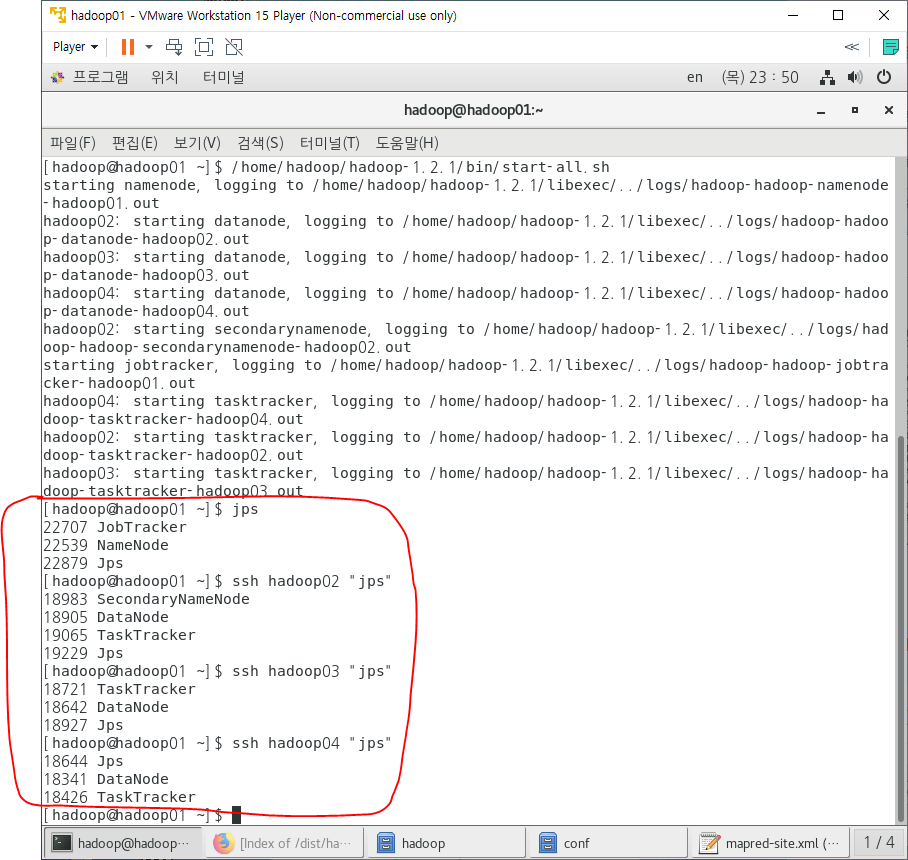 hadoop01 - VMware Workstation 15 Player (Non-commercial use only)
Player
프로그램 위치 터미널 en (목) 23 : 50
hadoop@hadoop01:~
파일(F) 편집(E) 보기(V) 검색(S) 터미널(T) 도움말(H)
[hadoop@hadoop01 ~]$ /home/hadoop/hadoop-1.2.1/bin/start-all.sh
starting namenode, logging to /home/hadoop/hadoop-1.2.1/libexec/../logs/hadoop-hadoop-namenode
-hadoop01.out
hadoop02: starting datanode, logging to /home/hadoop/hadoop-1.2.1/libexec/../logs/hadoop-hadoo
p-datanode-hadoop02.out
hadoop03: starting datanode, logging to /home/hadoop/hadoop-1.2.1/libexec/../logs/hadoop-hadoo
p-datanode-hadoop03.out
hadoop04: starting datanode, logging to /home/hadoop/hadoop-1.2.1/libexec/../logs/hadoop-hadoo
p-datanode-hadoop04.out
hadoop02: starting secondarynamenode, logging to /home/hadoop/hadoop-1.2.1/libexec/../logs/had
oop-hadoop-secondarynamenode-hadoop02.out
starting jobtracker, logging to /home/hadoop/hadoop-1.2.1/libexec/../logs/hadoop-hadoop-jobtra
cker-hadoop01.out
hadoop04: starting tasktracker, logging to /home/hadoop/hadoop-1.2.1/libexec/../logs/hadoop-ha
doop-tasktracker-hadoop04.out
hadoop02: starting tasktracker, logging to /home/hadoop/hadoop-1.2.1/libexec/../logs/hadoop-ha
doop-tasktracker-hadoop02.out
hadoop03: starting tasktracker, logging to /home/hadoop/hadoop-1.2.1/libexec/../logs/hadoop-ha
doop-tasktracker-hadoop03.out
[hadoop@hadoop01 ~]$ jps
22707 JobTracker
22539 NameNode
22879 Jps
[hadoop@hadoop01 ~]$ ssh hadoop02 "jps"
18983 SecondaryNameNode
18905 DataNode
19065 TaskTracker
19229 Jps
[hadoop@hadoop01 ~]$ ssh hadoop03 "jps"
18721 TaskTracker
18642 DataNode
18927 Jps
[hadoop@hadoop01 ~]$ ssh hadoop04 "jps"
18644 Jps
18341 DataNode
18426 TaskTracker
[hadoop@hadoop01 ~]$
hadoop@hadoop··· [Index of /dist/ha··· hadoop conf mapred-site.xml (··· 1 / 4